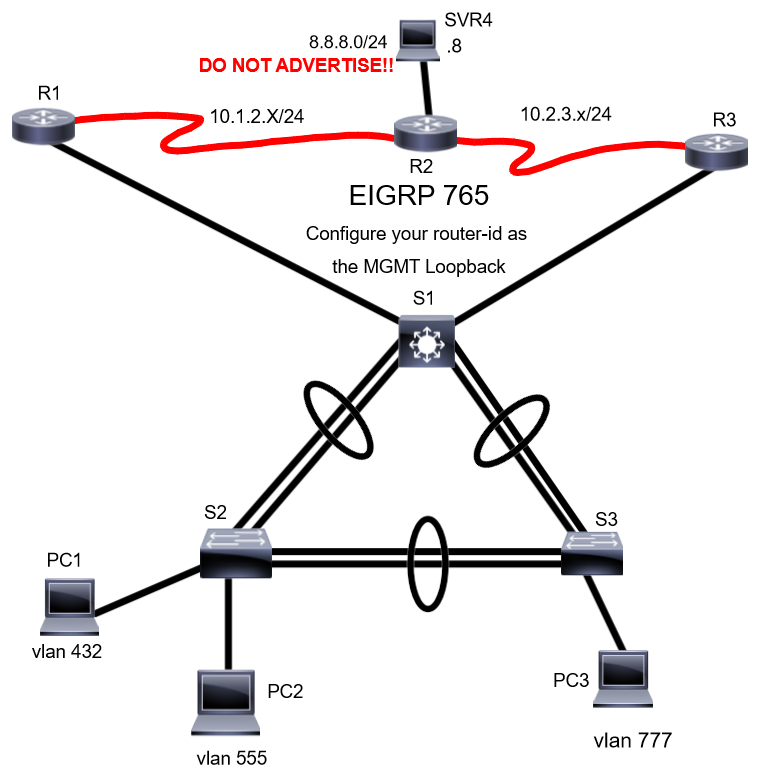 SVR4
8.8.8.0/24
.8
DO NOT ADVERTISE!!
R1
10.1.2.X/24
10.2.3.x/24
R3
R2
EIGRP 765
Configure your router-id as
the MGMT Loopback
S1
S2
S3
PC1
vlan 432
PC2
PC3
vlan 555
vlan 777